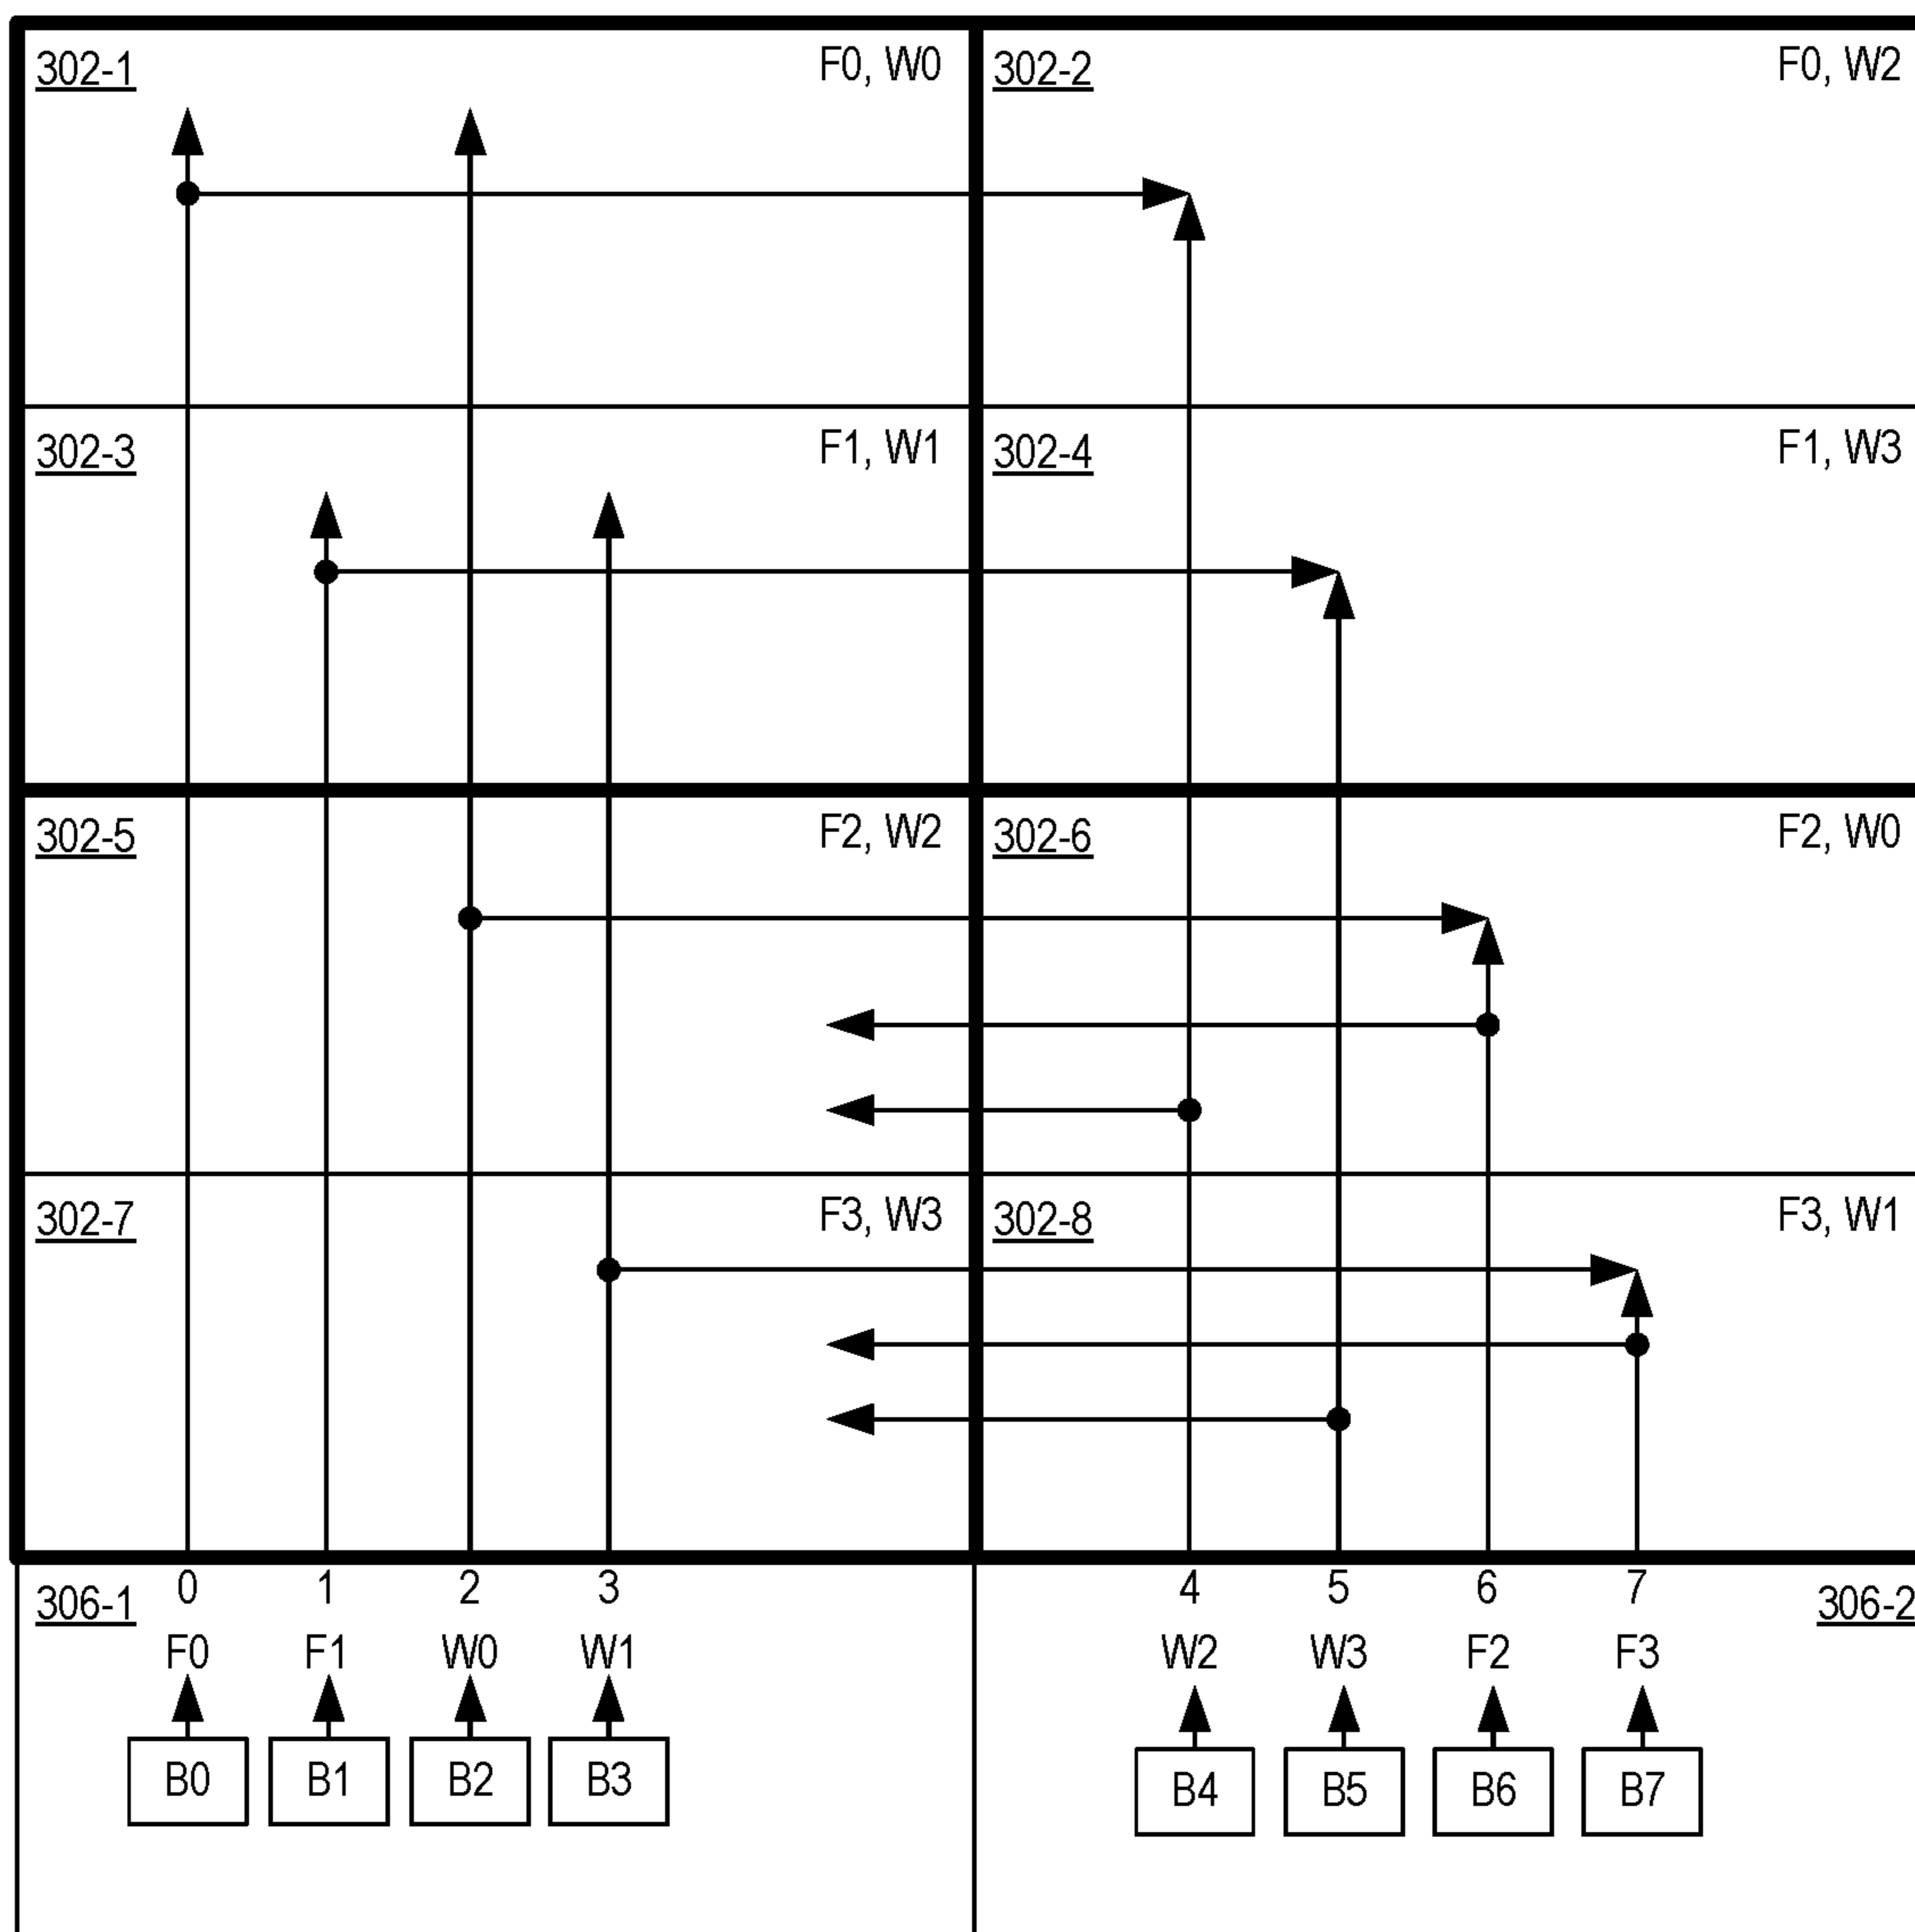 302-1 F0, W0 302-2 F0, W2
302-3 F1, W1 302-4 F1, W3
302-5 F2, W2 302-6 F2, W0
302-7 F3, W3 302-8 F3, W1
306-1 0 1 2 3 4 5 6 7 306-2
F0 F1 W0 W1 W2 W3 F2 F3
B0 B1 B2 B3 B4 B5 B6 B7